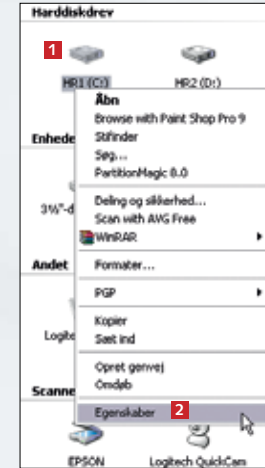 Harddiskdrev
1
HR1 (C:) HR2 (D:)
Åbn
Browse with Paint Shop Pro 9
Stifinder
Enhede
Søg...
PartitionMagic 8.0
3½"-d
Deling og sikkerhed...
Scan with AVG Free
WinRAR
Andet
Formater...
PGP
Kopier
Logite
Sæt ind
Opret genvej
Omdøb
Scanne
Egenskaber 2
EPSON Logitech QuickCam